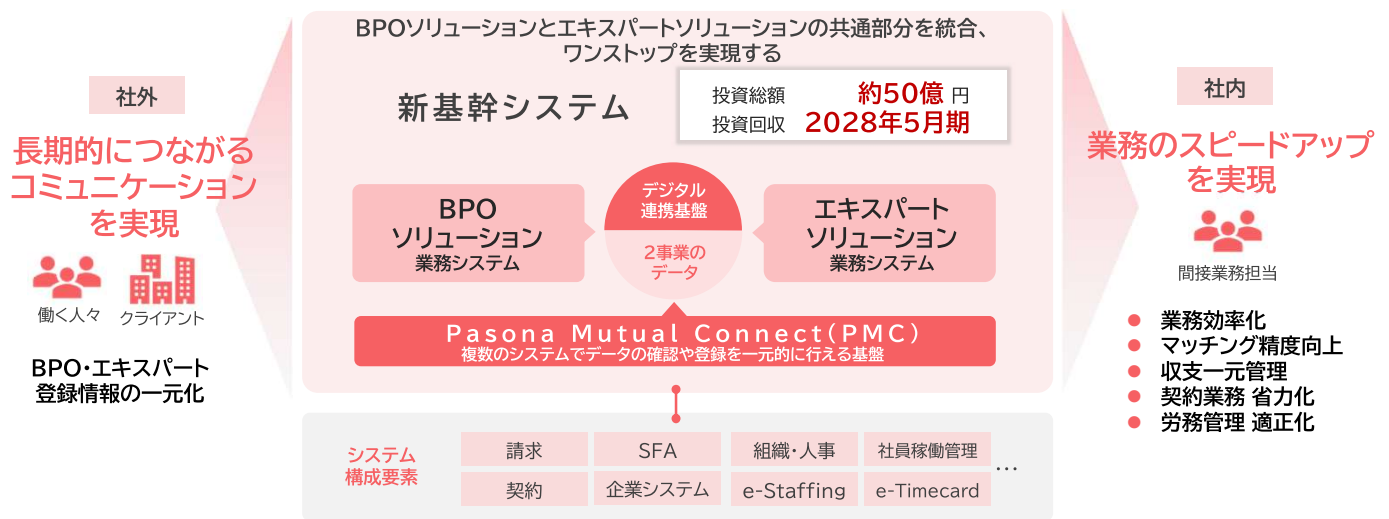 BPOソリューションとエキスパートソリューションの共通部分を統合、
ワンストップを実現する
新基幹システム
投資総額 約50億 円
投資回収 2028年5月期
社外
長期的につながる
コミュニケーション
を実現
働く人々
クライアント
BPO・エキスパート
登録情報の一元化
BPO
ソリューション
業務システム
デジタル
連携基盤
2事業の
データ
エキスパート
ソリューション
業務システム
Pasona Mutual Connect(PMC)
複数のシステムでデータの確認や登録を一元的に行える基盤
社内
業務のスピードアップ
を実現
間接業務担当
● 業務効率化
● マッチング精度向上
● 収支一元管理
● 契約業務 省力化
● 労務管理 適正化
システム
構成要素
請求
SFA
組織・人事
社員稼働管理
契約
企業システム
e-Staffing
e-Timecard
…